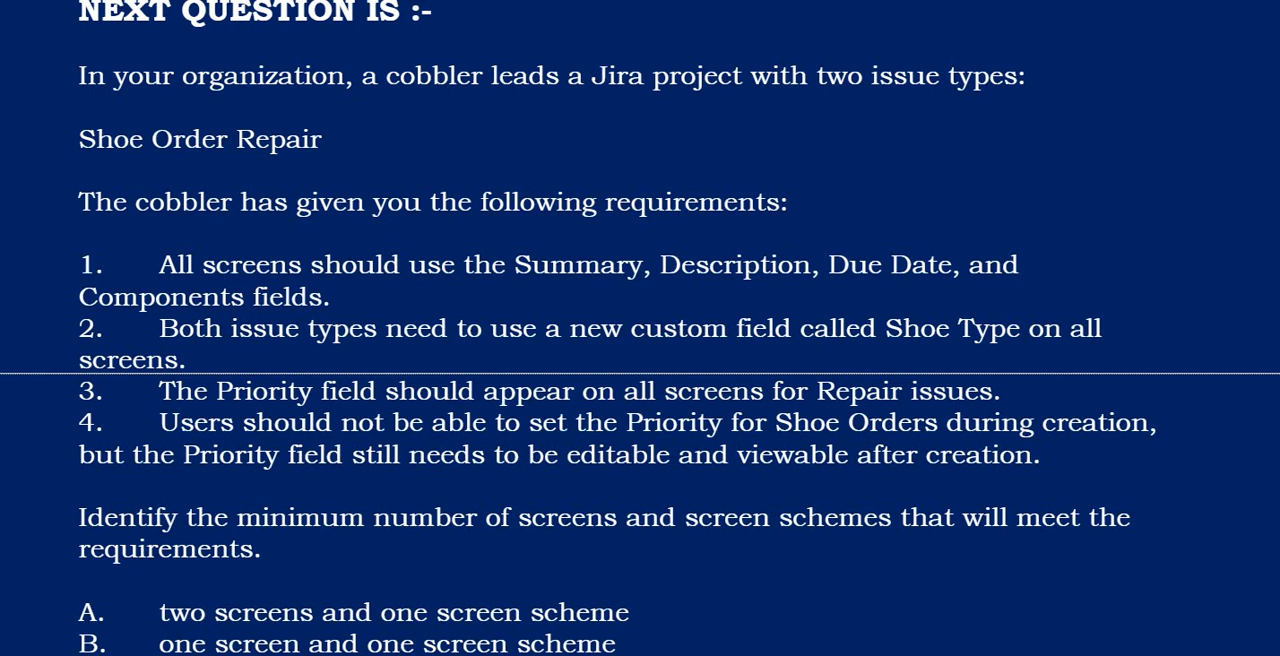 NEXT QUESTION IS :-
In your organization, a cobbler leads a Jira project with two issue types:
Shoe Order Repair
The cobbler has given you the following requirements:
1. All screens should use the Summary, Description, Due Date, and
Components fields.
2. Both issue types need to use a new custom field called Shoe Type on all
screens.
3. The Priority field should appear on all screens for Repair issues.
4. Users should not be able to set the Priority for Shoe Orders during creation,
but the Priority field still needs to be editable and viewable after creation.
Identify the minimum number of screens and screen schemes that will meet the
requirements.
A. two screens and one screen scheme
B. one screen and one screen scheme